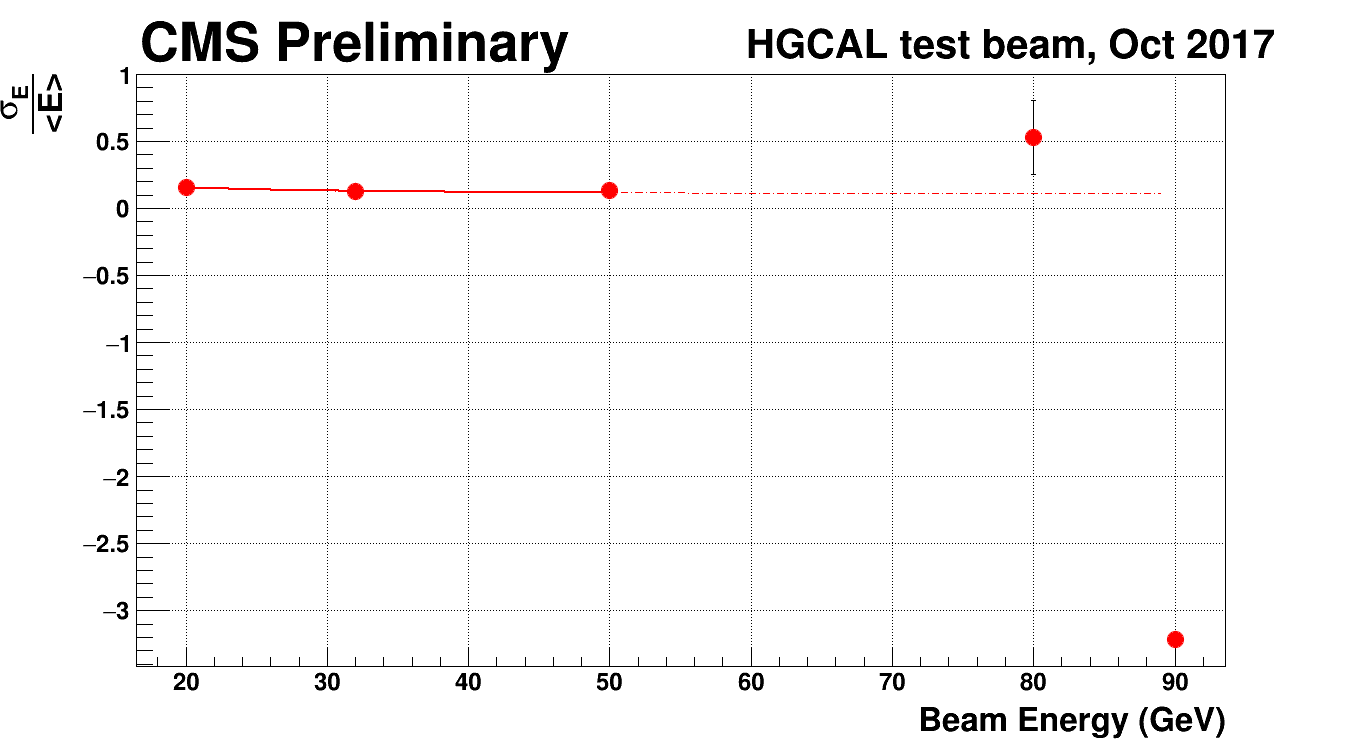 CMS Preliminary
HGCAL test beam, Oct 2017
σE
<E>
1
0.5
0
−0.5
−1
−1.5
−2
−2.5
−3
20 30 40 50 60 70 80 90
Beam Energy (GeV)